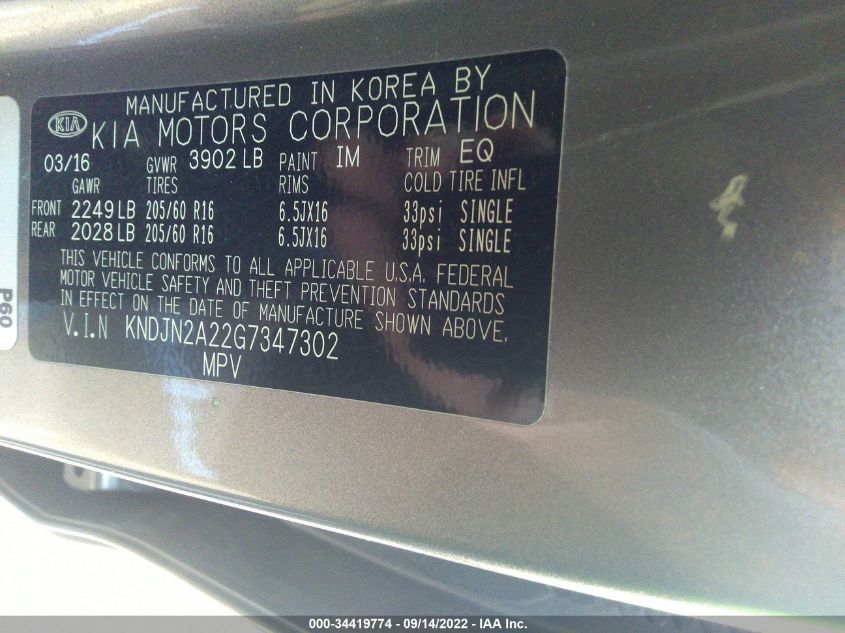 MANUFACTURED IN KOREA BY
KIA KIA MOTORS CORPORATION
03/16 GVWR 3902 LB PAINT IM TRIM EQ
GAWR TIRES RIMS COLD TIRE INFL
FRONT 2249 LB 205/60 R16 6.5JX16 33psi SINGLE
REAR 2028 LB 205/60 R16 6.5JX16 33psi SINGLE
THIS VEHICLE CONFORMS TO ALL APPLICABLE U.S.A. FEDERAL
MOTOR VEHICLE SAFETY AND THEFT PREVENTION STANDARDS
IN EFFECT ON THE DATE OF MANUFACTURE SHOWN ABOVE.
V.I.N KNDJN2A22G7347302
MPV
P60
000-34419774 - 09/14/2022 - IAA Inc.